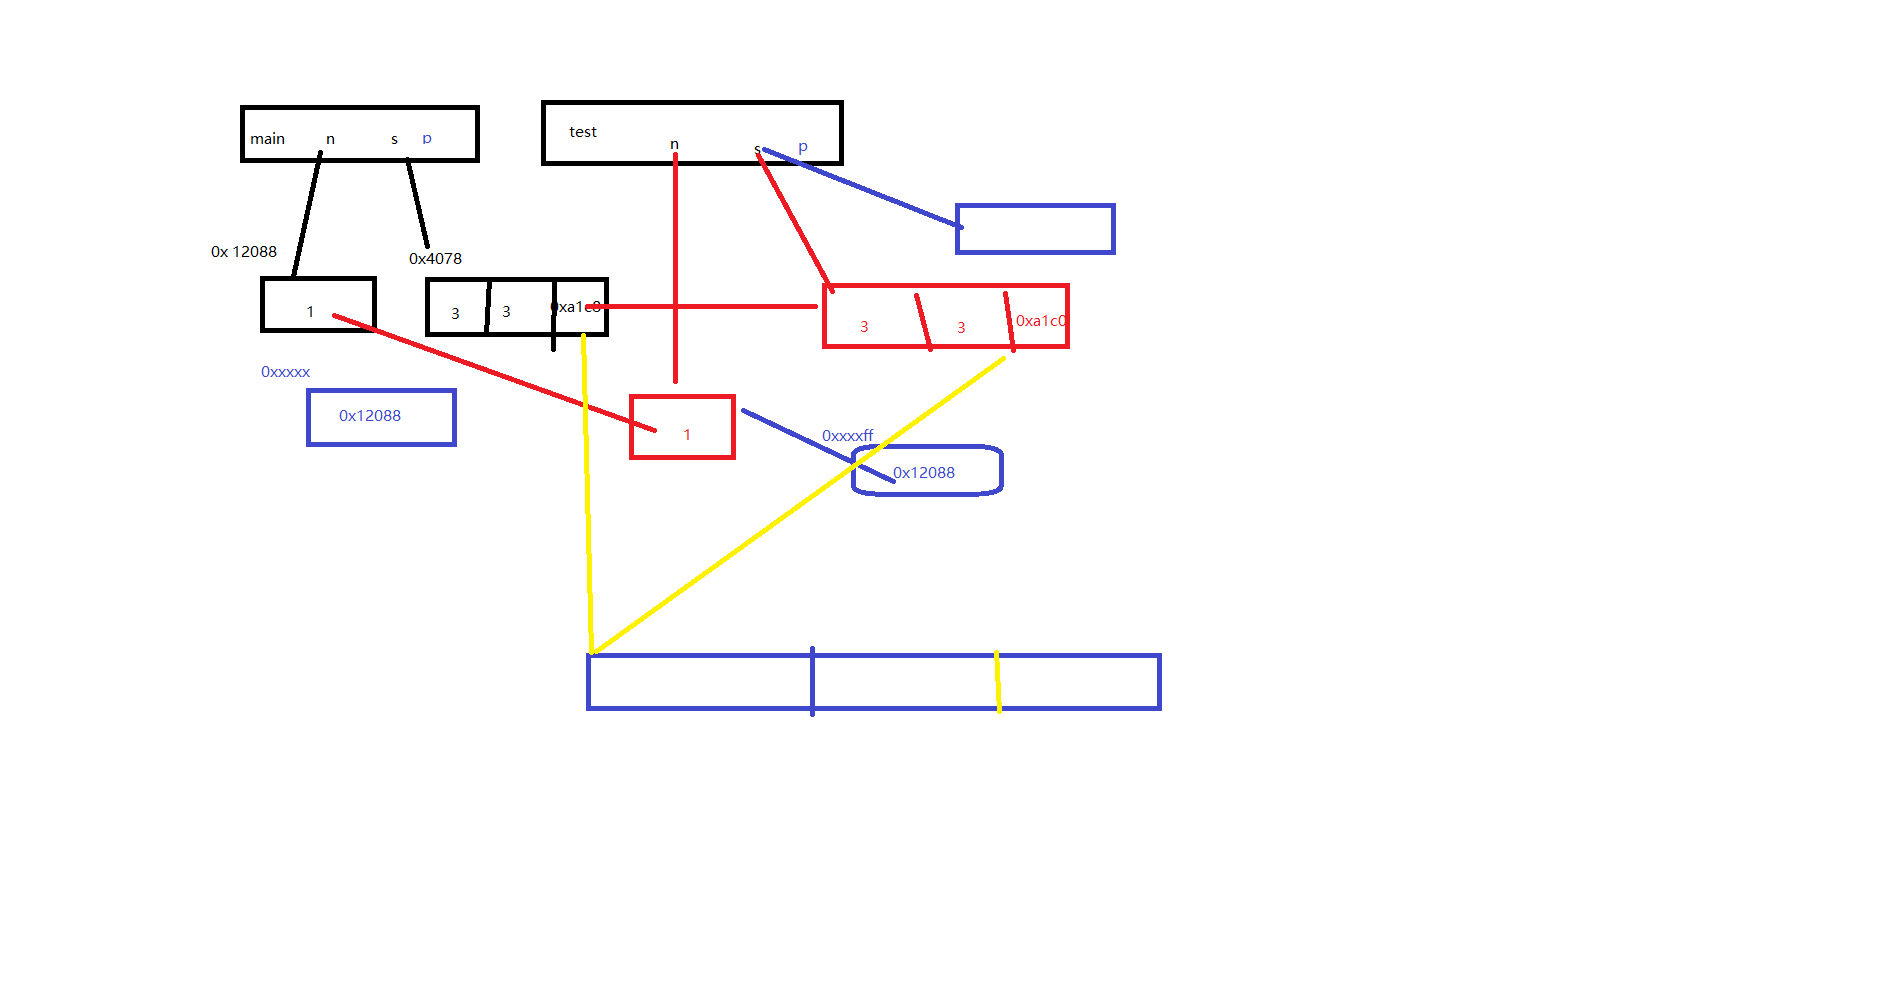 main n s p
test
n s p
0x 12088
0x4078
1
3 3 0xa1c0
3 3 0xa1c0
0xxxxx
0x12088
1
0xxxxff
0x12088